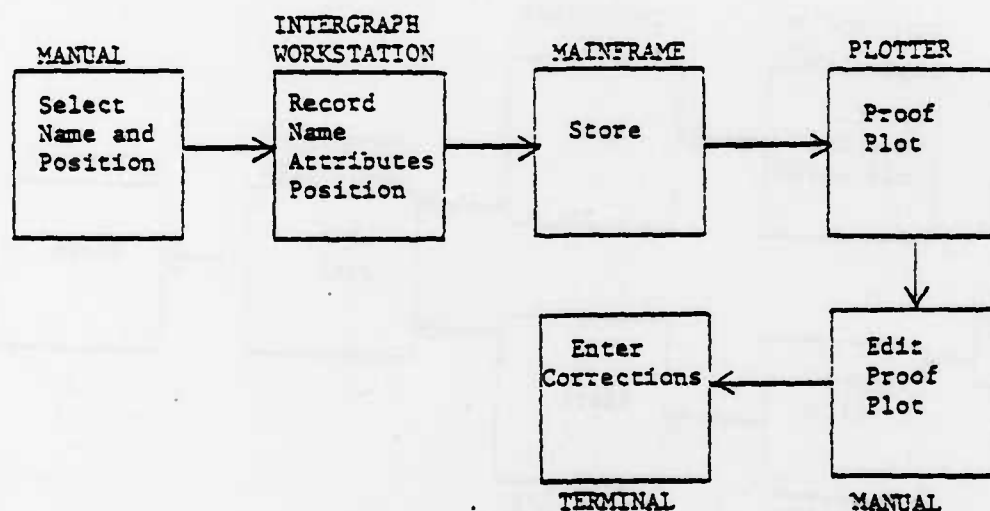 MANUAL
Select
Name and
Position
INTERGRAPH
WORKSTATION
Record
Name
Attributes
Position
MAINFRAME
Store
PLOTTER
Proof
Plot
Enter
Corrections
TERMINAL
Edit
Proof
Plot
MANUAL